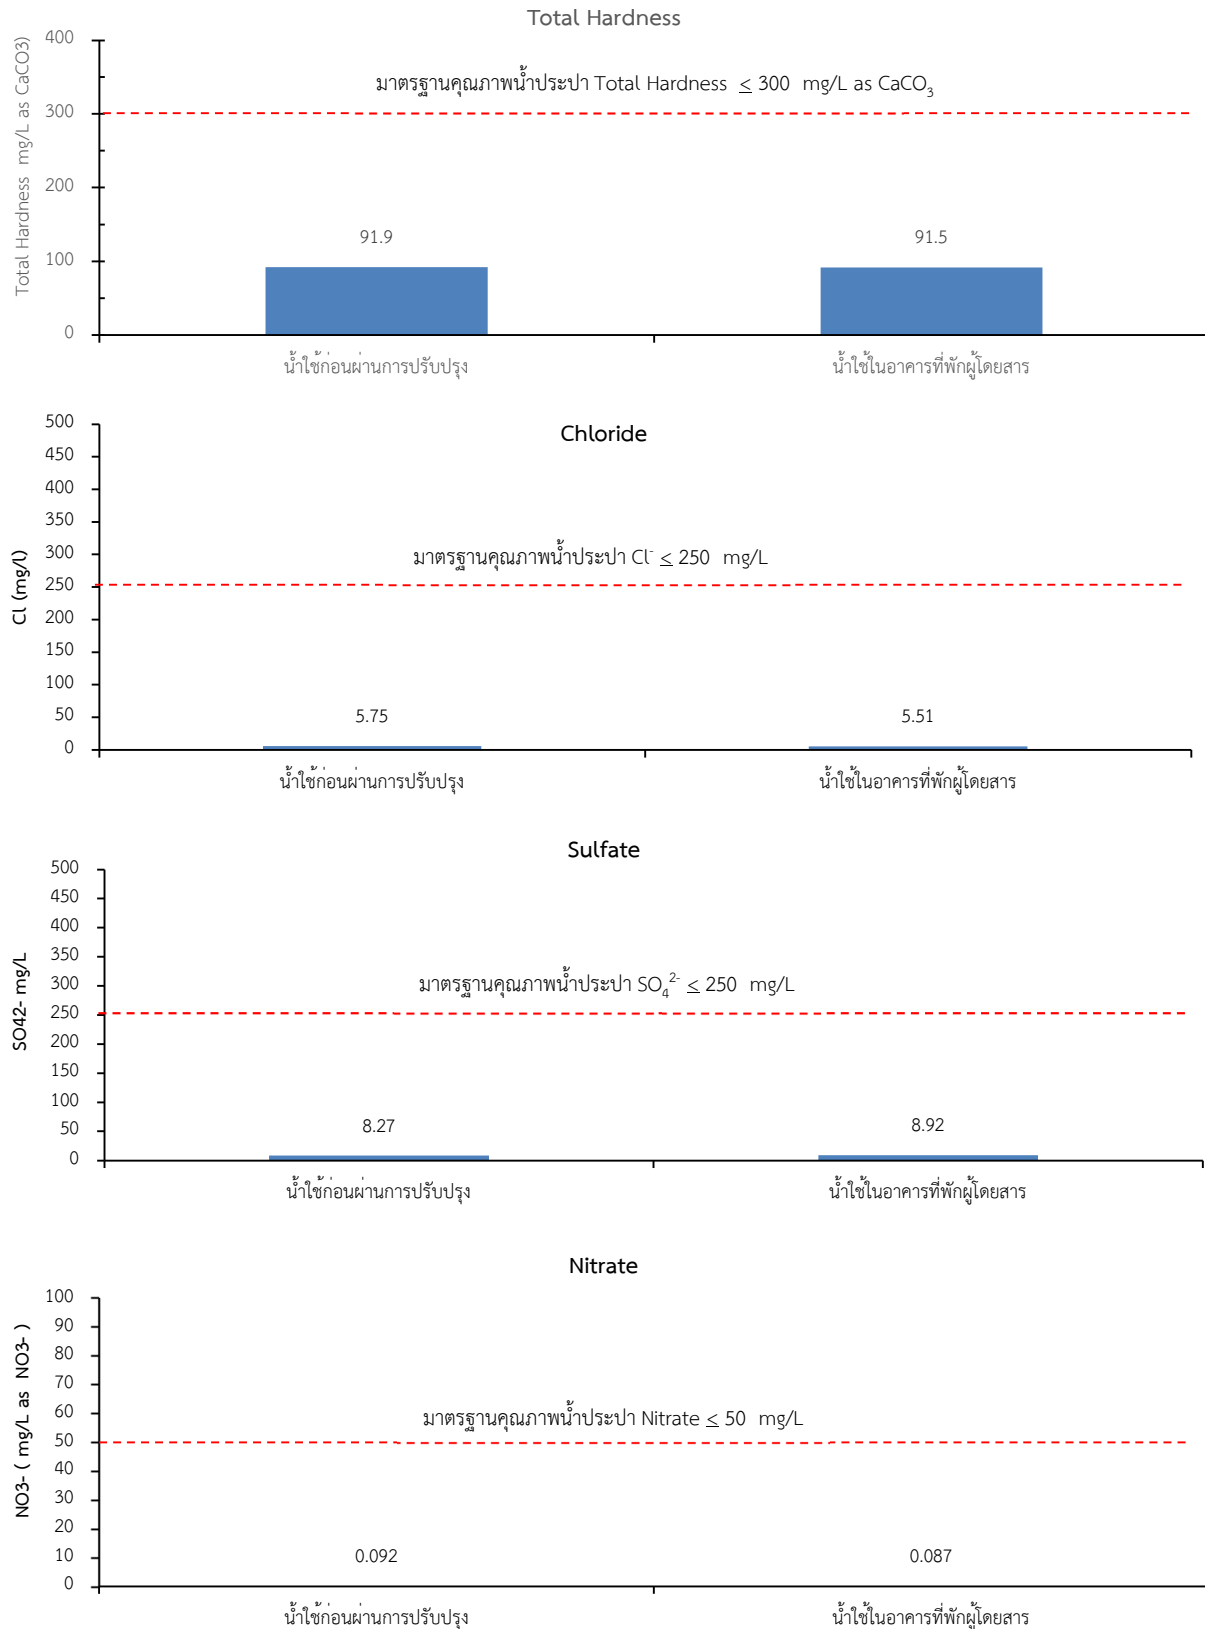 Total Hardness
Total Hardness mg/L as CaCO3)
400
300
200
100
0
มาตรฐานคุณภาพน้ำประปา Total Hardness ≤ 300 mg/L as CaCO₃
91.9
91.5
น้ำใช้ก่อนผ่านการปรับปรุง
น้ำใช้ในอาคารที่พักผู้โดยสาร
Chloride
Cl (mg/l)
500
450
400
350
300
250
200
150
100
50
0
มาตรฐานคุณภาพน้ำประปา Cl⁻ ≤ 250 mg/L
5.75
5.51
น้ำใช้ก่อนผ่านการปรับปรุง
น้ำใช้ในอาคารที่พักผู้โดยสาร
Sulfate
SO42- mg/L
500
450
400
350
300
250
200
150
100
50
0
มาตรฐานคุณภาพน้ำประปา SO₄²⁻ ≤ 250 mg/L
8.27
8.92
น้ำใช้ก่อนผ่านการปรับปรุง
น้ำใช้ในอาคารที่พักผู้โดยสาร
Nitrate
NO3- ( mg/L as NO3- )
100
90
80
70
60
50
40
30
20
10
0
มาตรฐานคุณภาพน้ำประปา Nitrate ≤ 50 mg/L
0.092
0.087
น้ำใช้ก่อนผ่านการปรับปรุง
น้ำใช้ในอาคารที่พักผู้โดยสาร